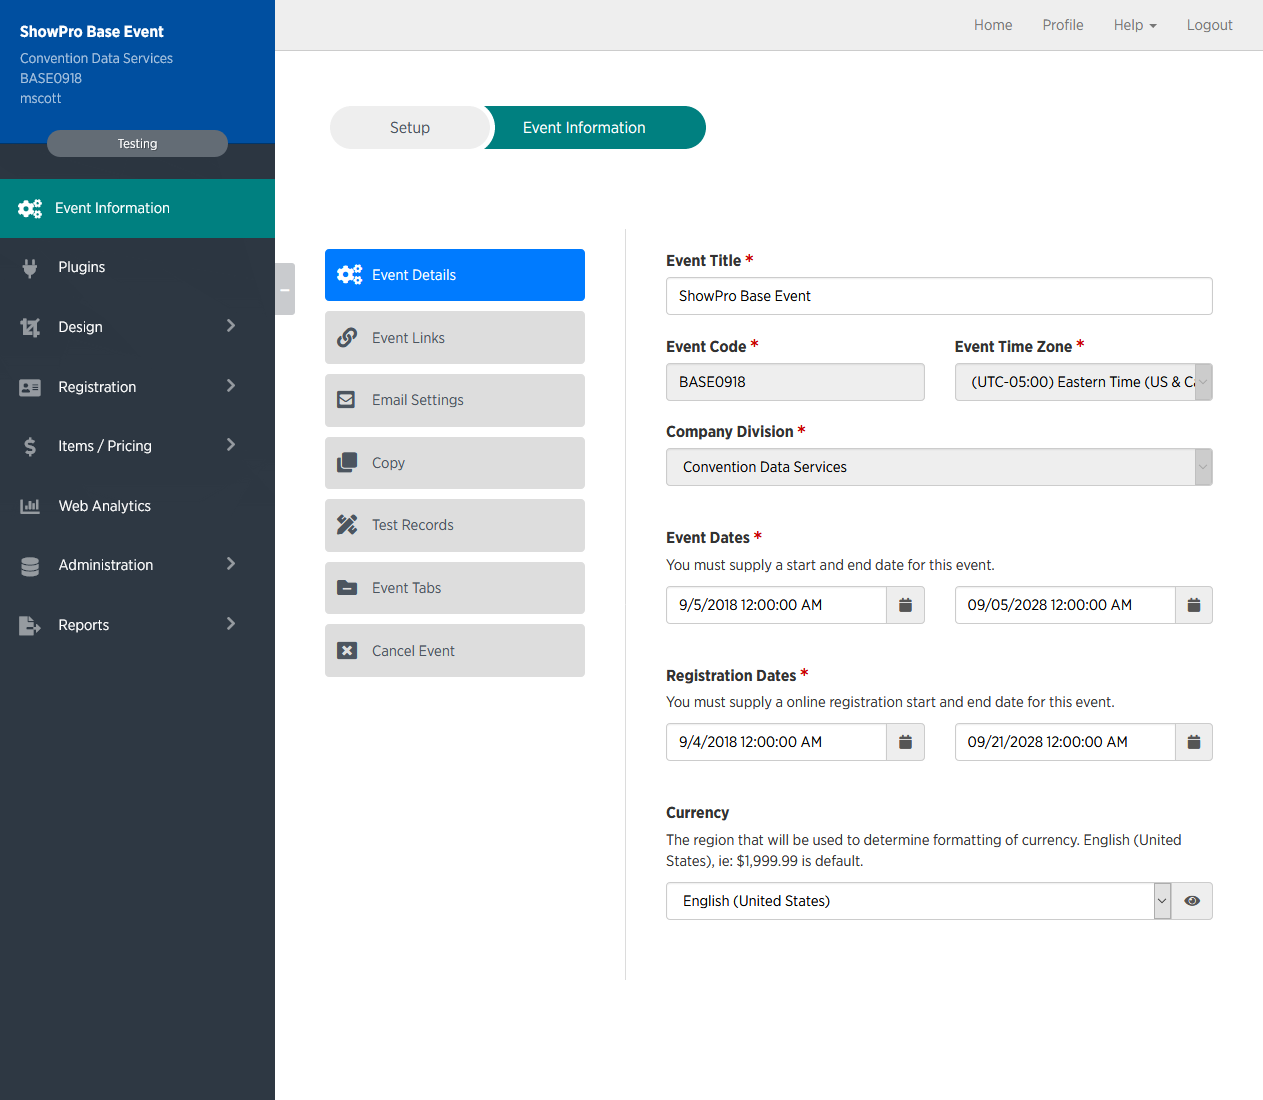 ShowPro Base Event
Convention Data Services
BASE0918
mscott
Testing
Event Information
Plugins
Design
Registration
Items / Pricing
Web Analytics
Administration
Reports
Home
Profile
Help
Logout
Setup
Event Information
Event Details
Event Links
Email Settings
Copy
Test Records
Event Tabs
Cancel Event
Event Title *
ShowPro Base Event
Event Code *
BASE0918
Event Time Zone *
(UTC-05:00) Eastern Time (US & Ca
Company Division *
Convention Data Services
Event Dates *
You must supply a start and end date for this event.
9/5/2018 12:00:00 AM
09/05/2028 12:00:00 AM
Registration Dates *
You must supply a online registration start and end date for this event.
9/4/2018 12:00:00 AM
09/21/2028 12:00:00 AM
Currency
The region that will be used to determine formatting of currency. English (United
States), ie: $1,999.99 is default.
English (United States)